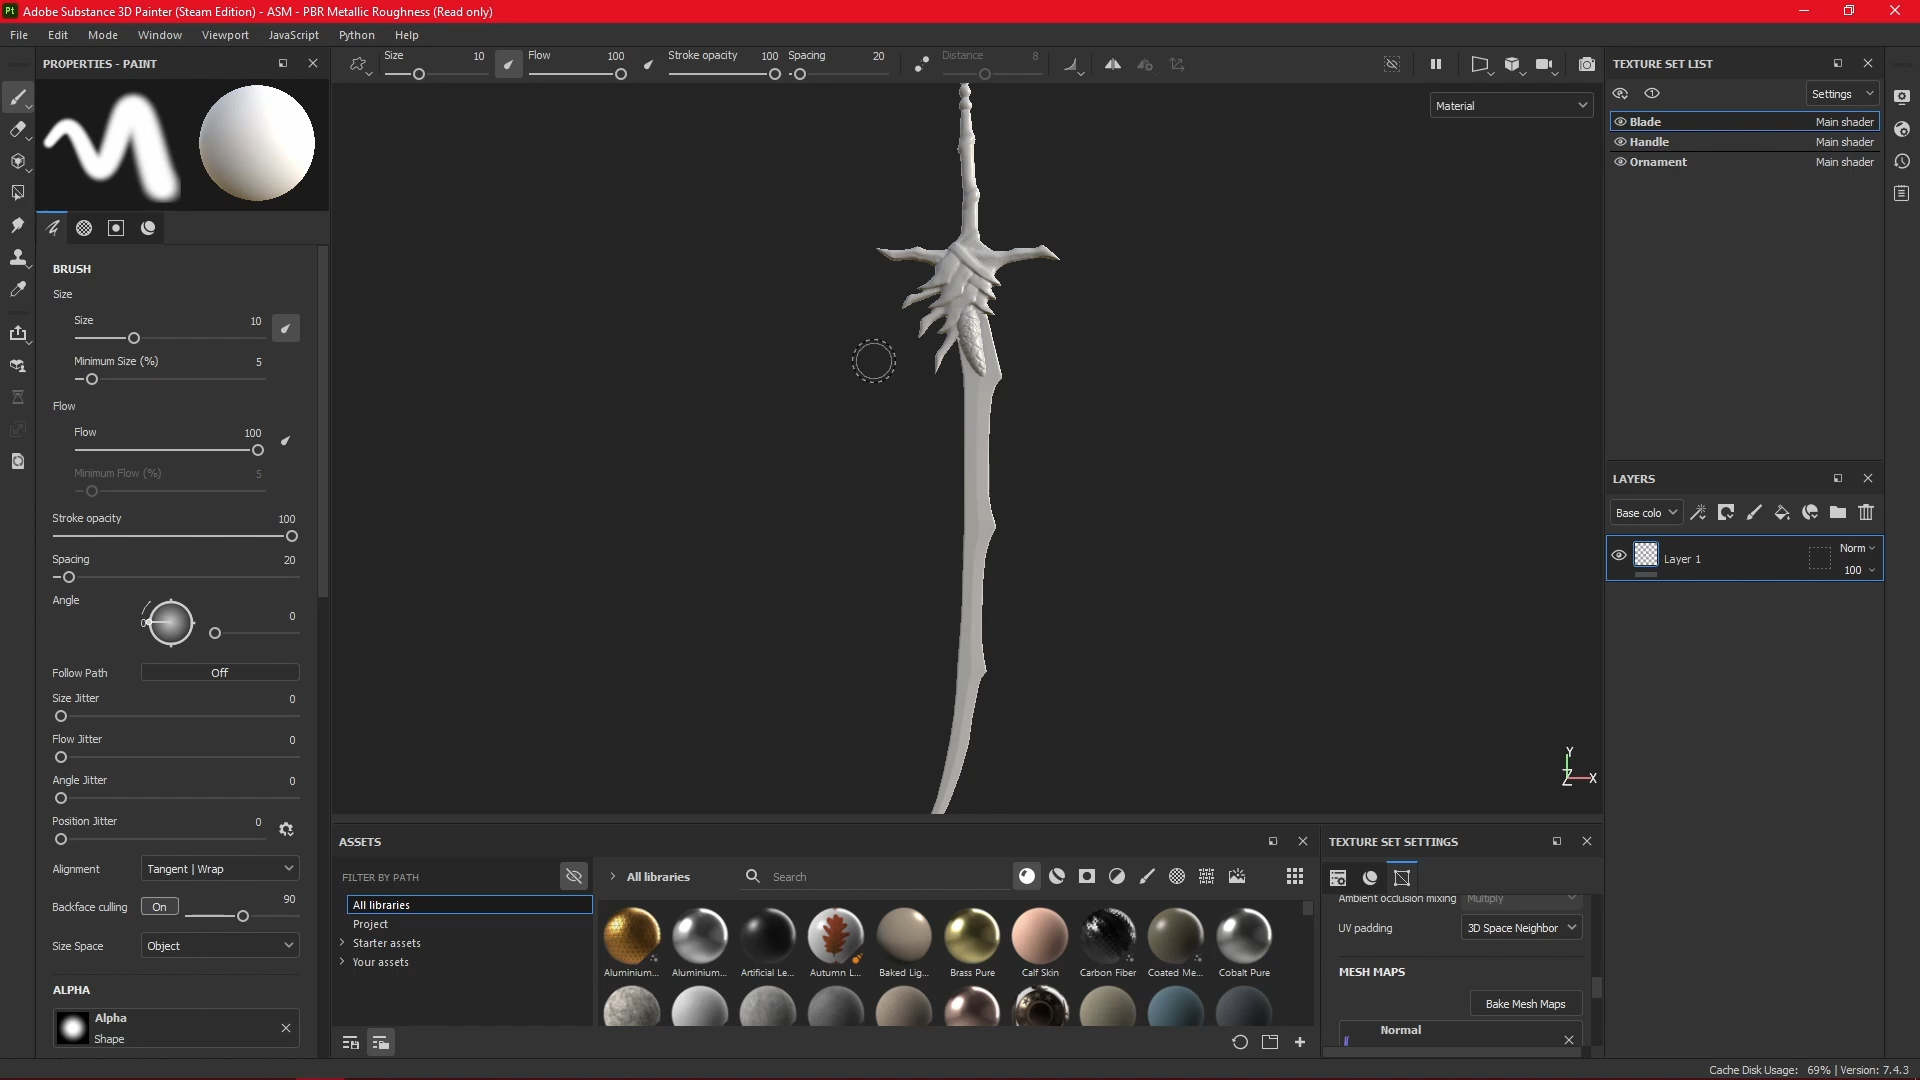 Pt Adobe Substance 3D Painter (Steam Edition) - ASM - PBR Metallic Roughness (Read only)
File Edit Mode Window Viewport JavaScript Python Help
PROPERTIES - PAINT
Size 10 Flow 100 Stroke opacity 100 Spacing 20 Distance 8
Material
BRUSH
Size
Size 10
Minimum Size (%) 5
Flow
Flow 100
Minimum Flow (%) 5
Stroke opacity 100
Spacing 20
Angle 0
0
Follow Path Off
Size Jitter 0
Flow Jitter 0
Angle Jitter 0
Position Jitter 0
Alignment Tangent | Wrap
Backface culling On 90
Size Space Object
ALPHA
Alpha
Shape
Y
Z X
ASSETS
FILTER BY PATH
All libraries
Project
Starter assets
Your assets
All libraries Search
Aluminium... Aluminium... Artificial Le... Autumn L... Baked Lig... Brass Pure Calf Skin Carbon Fiber Coated Me... Cobalt Pure
TEXTURE SET SETTINGS
Ambient occlusion mixing Multiply
UV padding 3D Space Neighbor
MESH MAPS
Bake Mesh Maps
Normal
TEXTURE SET LIST
Settings
Blade Main shader
Handle Main shader
Ornament Main shader
LAYERS
Base colo
Layer 1 Norm
100
Cache Disk Usage: 69% | Version: 7.4.3